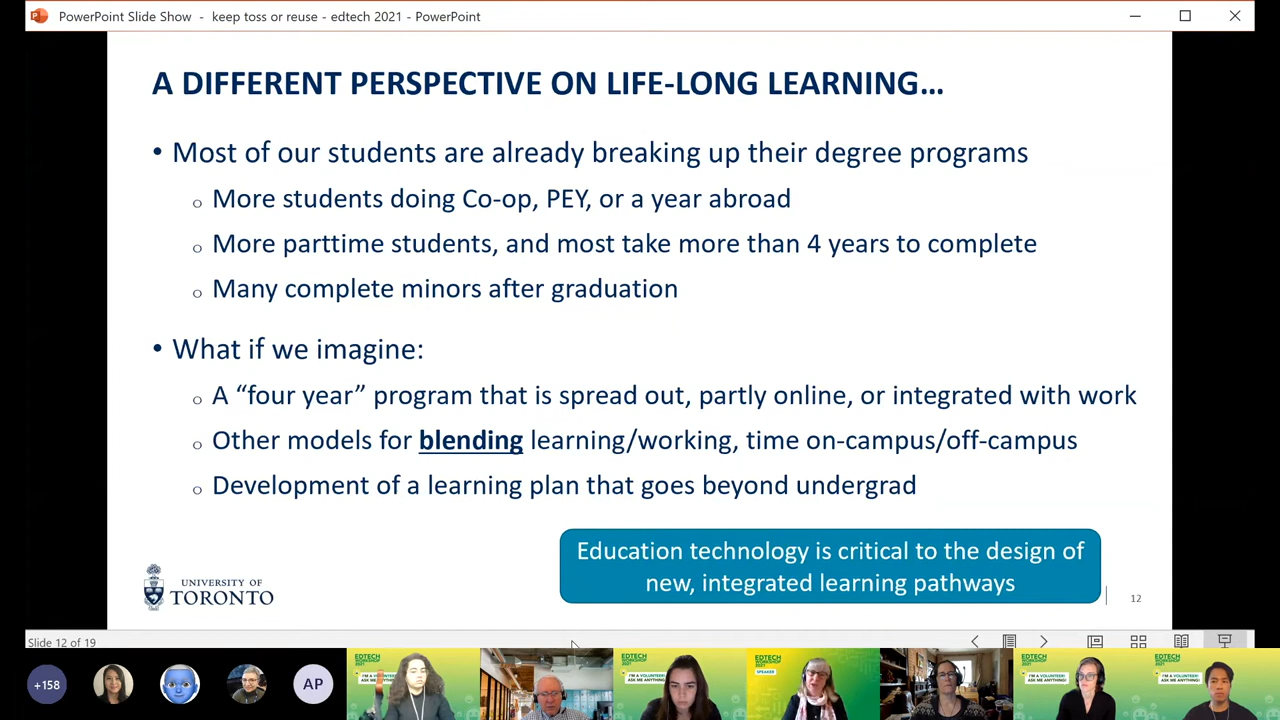 PowerPoint Slide Show - keep toss or reuse - edtech 2021 - PowerPoint
A DIFFERENT PERSPECTIVE ON LIFE-LONG LEARNING...
• Most of our students are already breaking up their degree programs
o More students doing Co-op, PEY, or a year abroad
o More parttime students, and most take more than 4 years to complete
o Many complete minors after graduation
• What if we imagine:
o A “four year” program that is spread out, partly online, or integrated with work
o Other models for blending learning/working, time on-campus/off-campus
o Development of a learning plan that goes beyond undergrad
Education technology is critical to the design of
new, integrated learning pathways
UNIVERSITY OF
TORONTO
12
Slide 12 of 19
+158
AP
EDTECH
WORKSHOP
2021
I'M A VOLUNTEER!
ASK ME ANYTHING!
EDTECH
WORKSHOP
2021
EDTECH
WORKSHOP
2021
SPEAKER
EDTECH
WORKSHOP
2021
I'M A VOLUNTEER!
ASK ME ANYTHING!
EDTECH
WORKSHOP
2021
I'M A VOLUNTEER!
ASK ME ANYTHING!